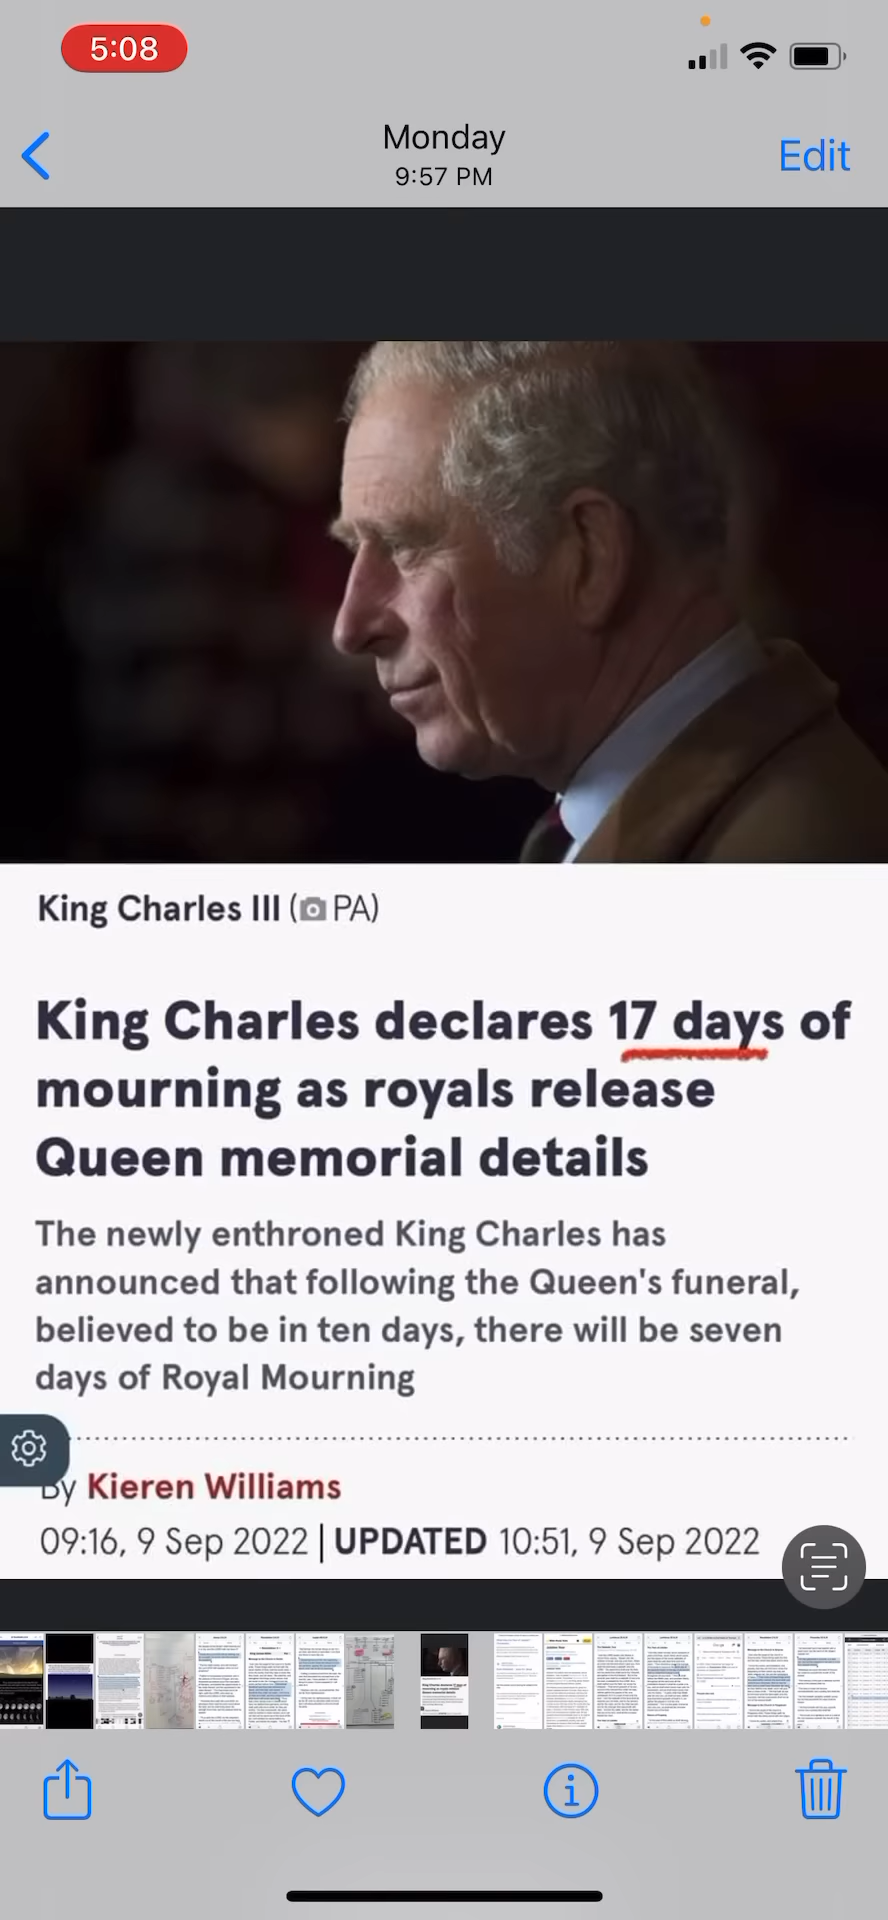 5:08
Monday
9:57 PM
Edit
King Charles III (PA)
King Charles declares 17 days of
mourning as royals release
Queen memorial details
The newly enthroned King Charles has
announced that following the Queen's funeral,
believed to be in ten days, there will be seven
days of Royal Mourning
By Kieren Williams
09:16, 9 Sep 2022 | UPDATED 10:51, 9 Sep 2022